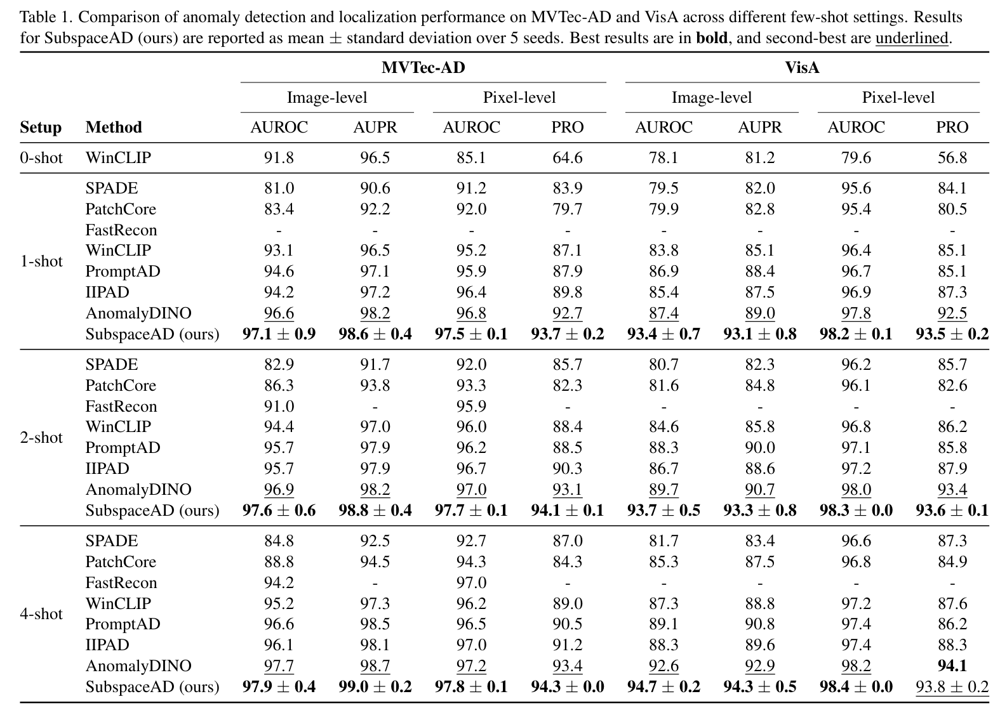 Table 1. Comparison of anomaly detection and localization performance on MVTec-AD and VisA across different few-shot settings. Results
for SubspaceAD (ours) are reported as mean ± standard deviation over 5 seeds. Best results are in bold, and second-best are underlined.
MVTec-AD VisA
Image-level Pixel-level Image-level Pixel-level
Setup Method AUROC AUPR AUROC PRO AUROC AUPR AUROC PRO
0-shot WinCLIP 91.8 96.5 85.1 64.6 78.1 81.2 79.6 56.8
SPADE 81.0 90.6 91.2 83.9 79.5 82.0 95.6 84.1
PatchCore 83.4 92.2 92.0 79.7 79.9 82.8 95.4 80.5
FastRecon - - - - - - - -
WinCLIP 93.1 96.5 95.2 87.1 83.8 85.1 96.4 85.1
1-shot
PromptAD 94.6 97.1 95.9 87.9 86.9 88.4 96.7 85.1
IIPAD 94.2 97.2 96.4 89.8 85.4 87.5 96.9 87.3
AnomalyDINO 96.6 98.2 96.8 92.7 87.4 89.0 97.8 92.5
SubspaceAD (ours) 97.1 ± 0.9 98.6 ± 0.4 97.5 ± 0.1 93.7 ± 0.2 93.4 ± 0.7 93.1 ± 0.8 98.2 ± 0.1 93.5 ± 0.2
SPADE 82.9 91.7 92.0 85.7 80.7 82.3 96.2 85.7
PatchCore 86.3 93.8 93.3 82.3 81.6 84.8 96.1 82.6
FastRecon 91.0 - 95.9 - - - - -
WinCLIP 94.4 97.0 96.0 88.4 84.6 85.8 96.8 86.2
2-shot
PromptAD 95.7 97.9 96.2 88.5 88.3 90.0 97.1 85.8
IIPAD 95.7 97.9 96.7 90.3 86.7 88.6 97.2 87.9
AnomalyDINO 96.9 98.2 97.0 93.1 89.7 90.7 98.0 93.4
SubspaceAD (ours) 97.6 ± 0.6 98.8 ± 0.4 97.7 ± 0.1 94.1 ± 0.1 93.7 ± 0.5 93.3 ± 0.8 98.3 ± 0.0 93.6 ± 0.1
SPADE 84.8 92.5 92.7 87.0 81.7 83.4 96.6 87.3
PatchCore 88.8 94.5 94.3 84.3 85.3 87.5 96.8 84.9
FastRecon 94.2 - 97.0 - - - - -
WinCLIP 95.2 97.3 96.2 89.0 87.3 88.8 97.2 87.6
4-shot
PromptAD 96.6 98.5 96.5 90.5 89.1 90.8 97.4 86.2
IIPAD 96.1 98.1 97.0 91.2 88.3 89.6 97.4 88.3
AnomalyDINO 97.7 98.7 97.2 93.4 92.6 92.9 98.2 94.1
SubspaceAD (ours) 97.9 ± 0.4 99.0 ± 0.2 97.8 ± 0.1 94.3 ± 0.0 94.7 ± 0.2 94.3 ± 0.5 98.4 ± 0.0 93.8 ± 0.2